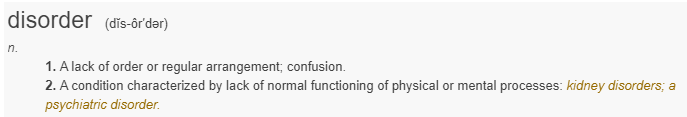 disorder (dĭs-ôr′dər)
n.
1. A lack of order or regular arrangement; confusion.
2. A condition characterized by lack of normal functioning of physical or mental processes: kidney disorders; a
psychiatric disorder.